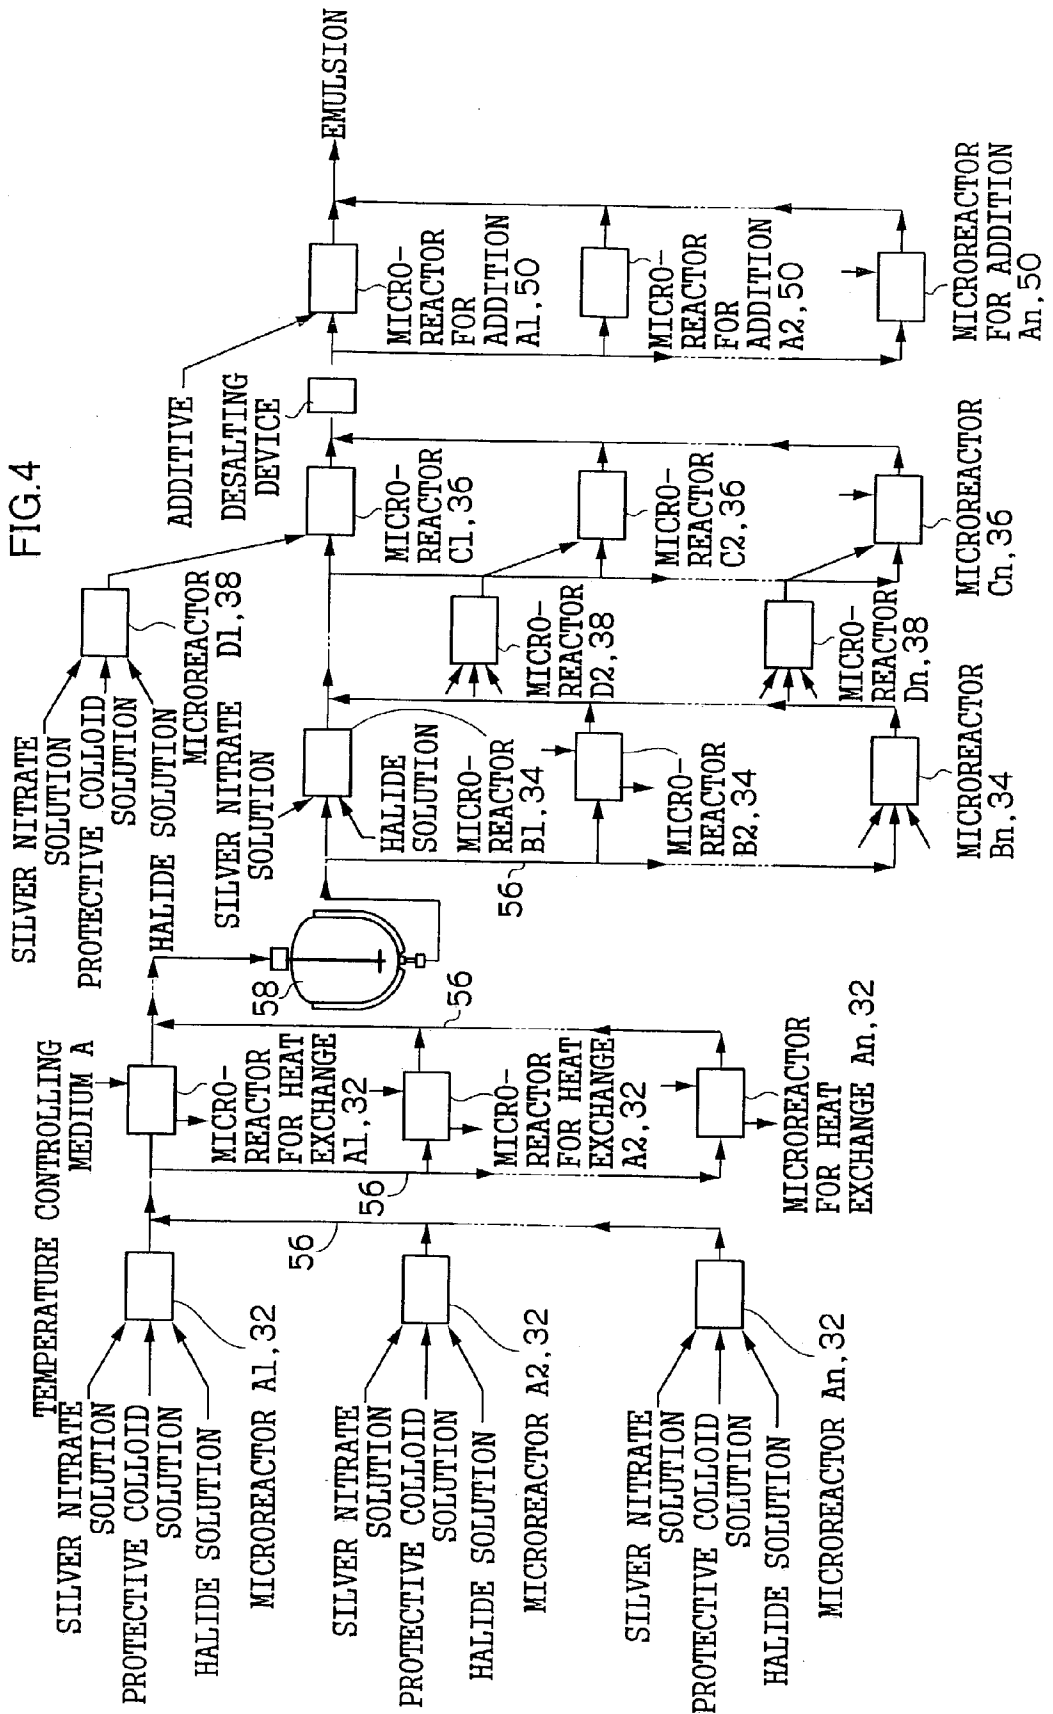 FIG.4
SILVER NITRATE
SOLUTION
PROTECTIVE COLLOID
SOLUTION
HALIDE SOLUTION
MICROREACTOR A1,32
SILVER NITRATE
SOLUTION
PROTECTIVE COLLOID
SOLUTION
HALIDE SOLUTION
MICROREACTOR A2,32
SILVER NITRATE
SOLUTION
PROTECTIVE COLLOID
SOLUTION
HALIDE SOLUTION
MICROREACTOR An,32
56
TEMPERATURE CONTROLLING
MEDIUM A
MICRO-
REACTOR
FOR HEAT
EXCHANGE
A1,32
56
MICRO-
REACTOR
FOR HEAT
EXCHANGE
A2,32
MICROREACTOR
FOR HEAT
EXCHANGE An,32
56
58
SILVER NITRATE
SOLUTION
PROTECTIVE COLLOID
SOLUTION
HALIDE SOLUTION
MICROREACTOR
D1,38
SILVER NITRATE
SOLUTION
HALIDE
SOLUTION
MICRO-
REACTOR
B1,34
56
MICRO-
REACTOR
B2,34
MICROREACTOR
Bn,34
MICRO-
REACTOR
D2,38
MICRO-
REACTOR
Dn,38
MICRO-
REACTOR
C1,36
MICRO-
REACTOR
C2,36
MICROREACTOR
Cn,36
ADDITIVE
DESALTING
DEVICE
MICRO-
REACTOR
FOR
ADDITION
A1,50
MICRO-
REACTOR
FOR
ADDITION
A2,50
MICROREACTOR
FOR ADDITION
An,50
EMULSION